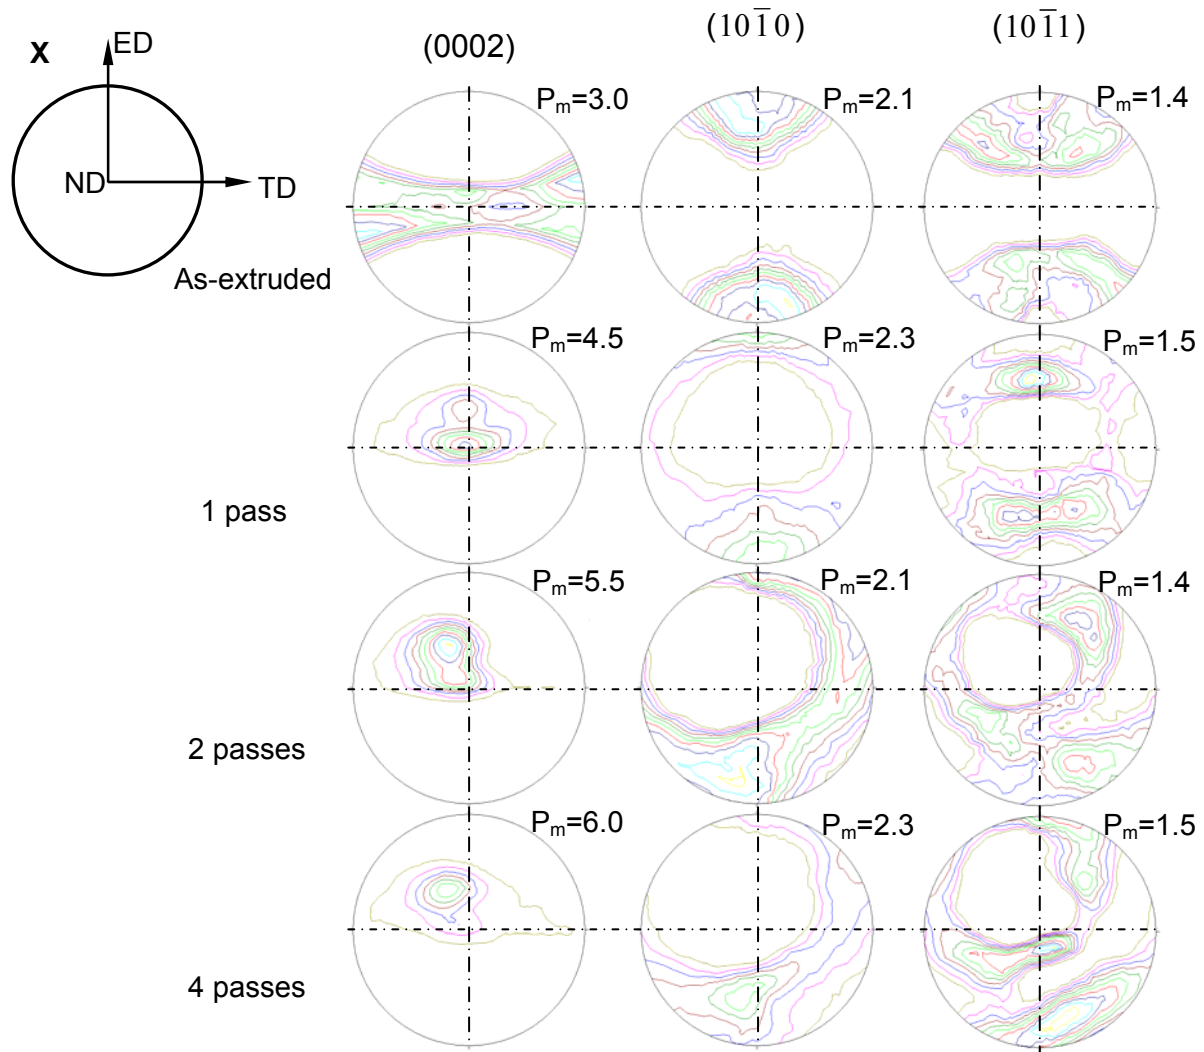 X
ED
ND
TD
(0002)
(101̅0)
(101̅1)
As-extruded
Pₘ=3.0
Pₘ=2.1
Pₘ=1.4
1 pass
Pₘ=4.5
Pₘ=2.3
Pₘ=1.5
2 passes
Pₘ=5.5
Pₘ=2.1
Pₘ=1.4
4 passes
Pₘ=6.0
Pₘ=2.3
Pₘ=1.5